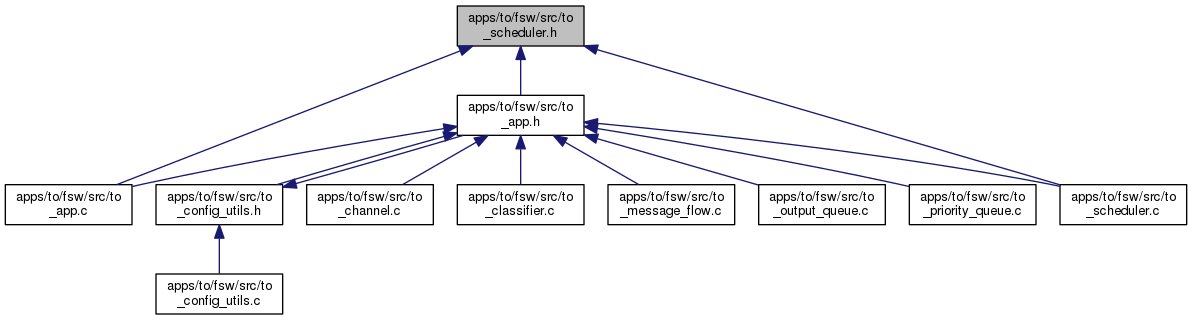 apps/to/fsw/src/to
_scheduler.h
apps/to/fsw/src/to
_app.h
apps/to/fsw/src/to
_app.c
apps/to/fsw/src/to
_config_utils.h
apps/to/fsw/src/to
_channel.c
apps/to/fsw/src/to
_classifier.c
apps/to/fsw/src/to
_message_flow.c
apps/to/fsw/src/to
_output_queue.c
apps/to/fsw/src/to
_priority_queue.c
apps/to/fsw/src/to
_scheduler.c
apps/to/fsw/src/to
_config_utils.c